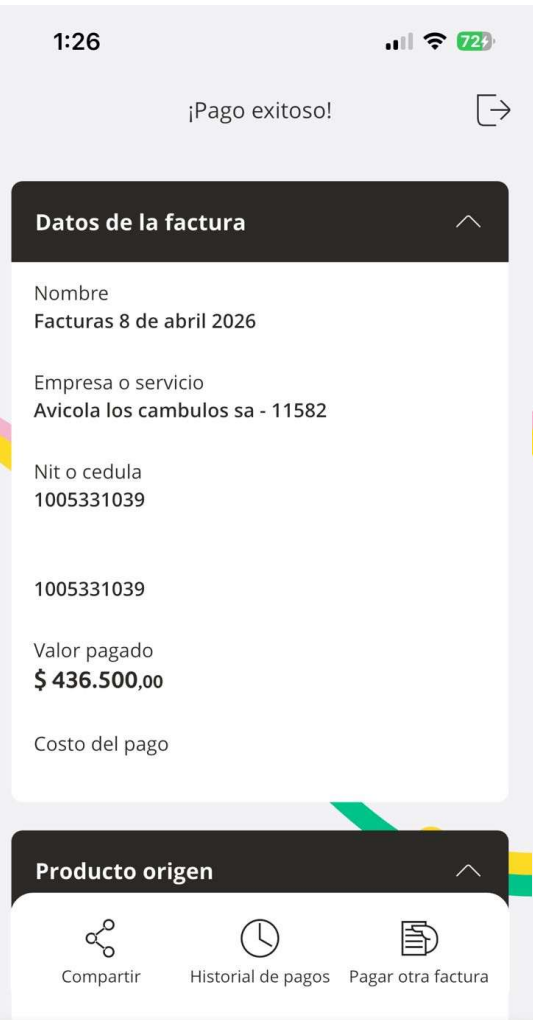 1:26
72
¡Pago exitoso!
Datos de la factura
Nombre
Facturas 8 de abril 2026
Empresa o servicio
Avicola los cambulos sa - 11582
Nit o cedula
1005331039
1005331039
Valor pagado
$ 436.500,00
Costo del pago
Producto origen
Compartir
Historial de pagos
Pagar otra factura